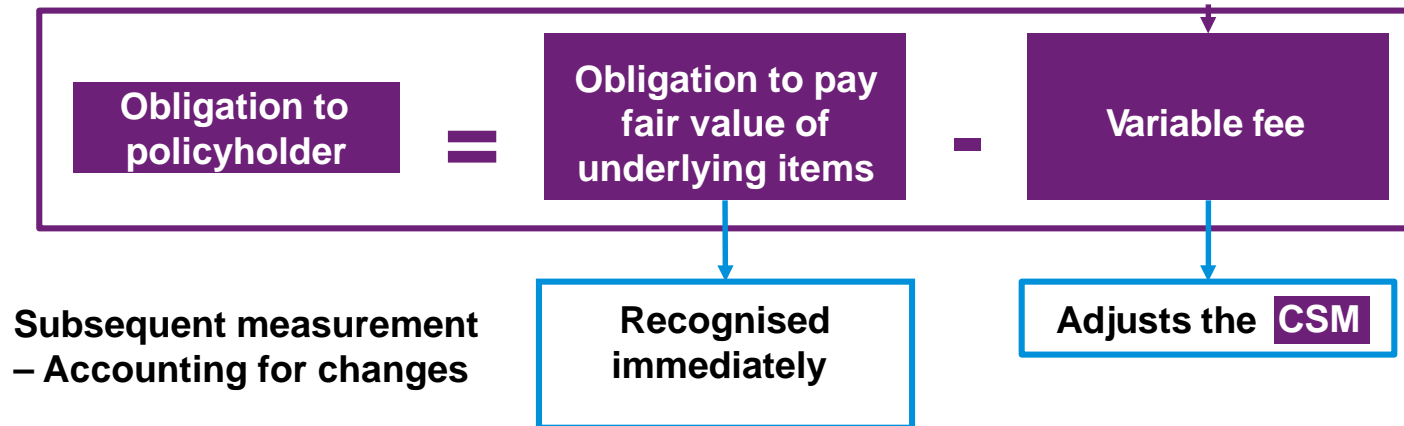 Obligation to
policyholder
=
Obligation to pay
fair value of
underlying items
-
Variable fee
Subsequent measurement
– Accounting for changes
Recognised
immediately
Adjusts the CSM